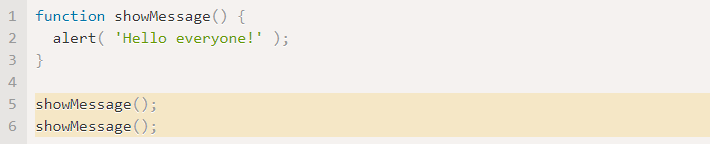 1 function showMessage() {
2   alert( 'Hello everyone!' );
3 }
4
5 showMessage();
6 showMessage();